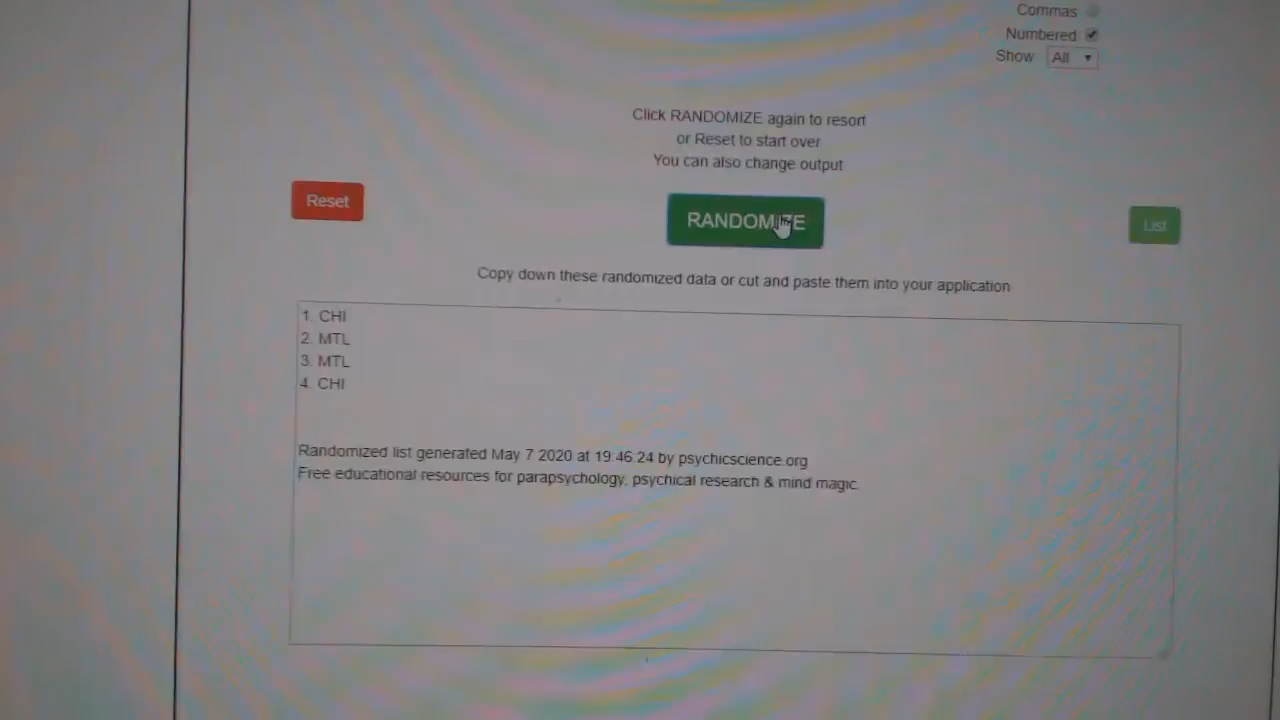 Commas
Numbered
Show All
Click RANDOMIZE again to resort
or Reset to start over
You can also change output
Reset
RANDOMIZE
List
Copy down these randomized data or cut and paste them into your application
1. CHI
2. MTL
3. MTL
4. CHI
Randomized list generated May 7 2020 at 19:46:24 by psychicscience.org
Free educational resources for parapsychology, psychical research & mind magic.